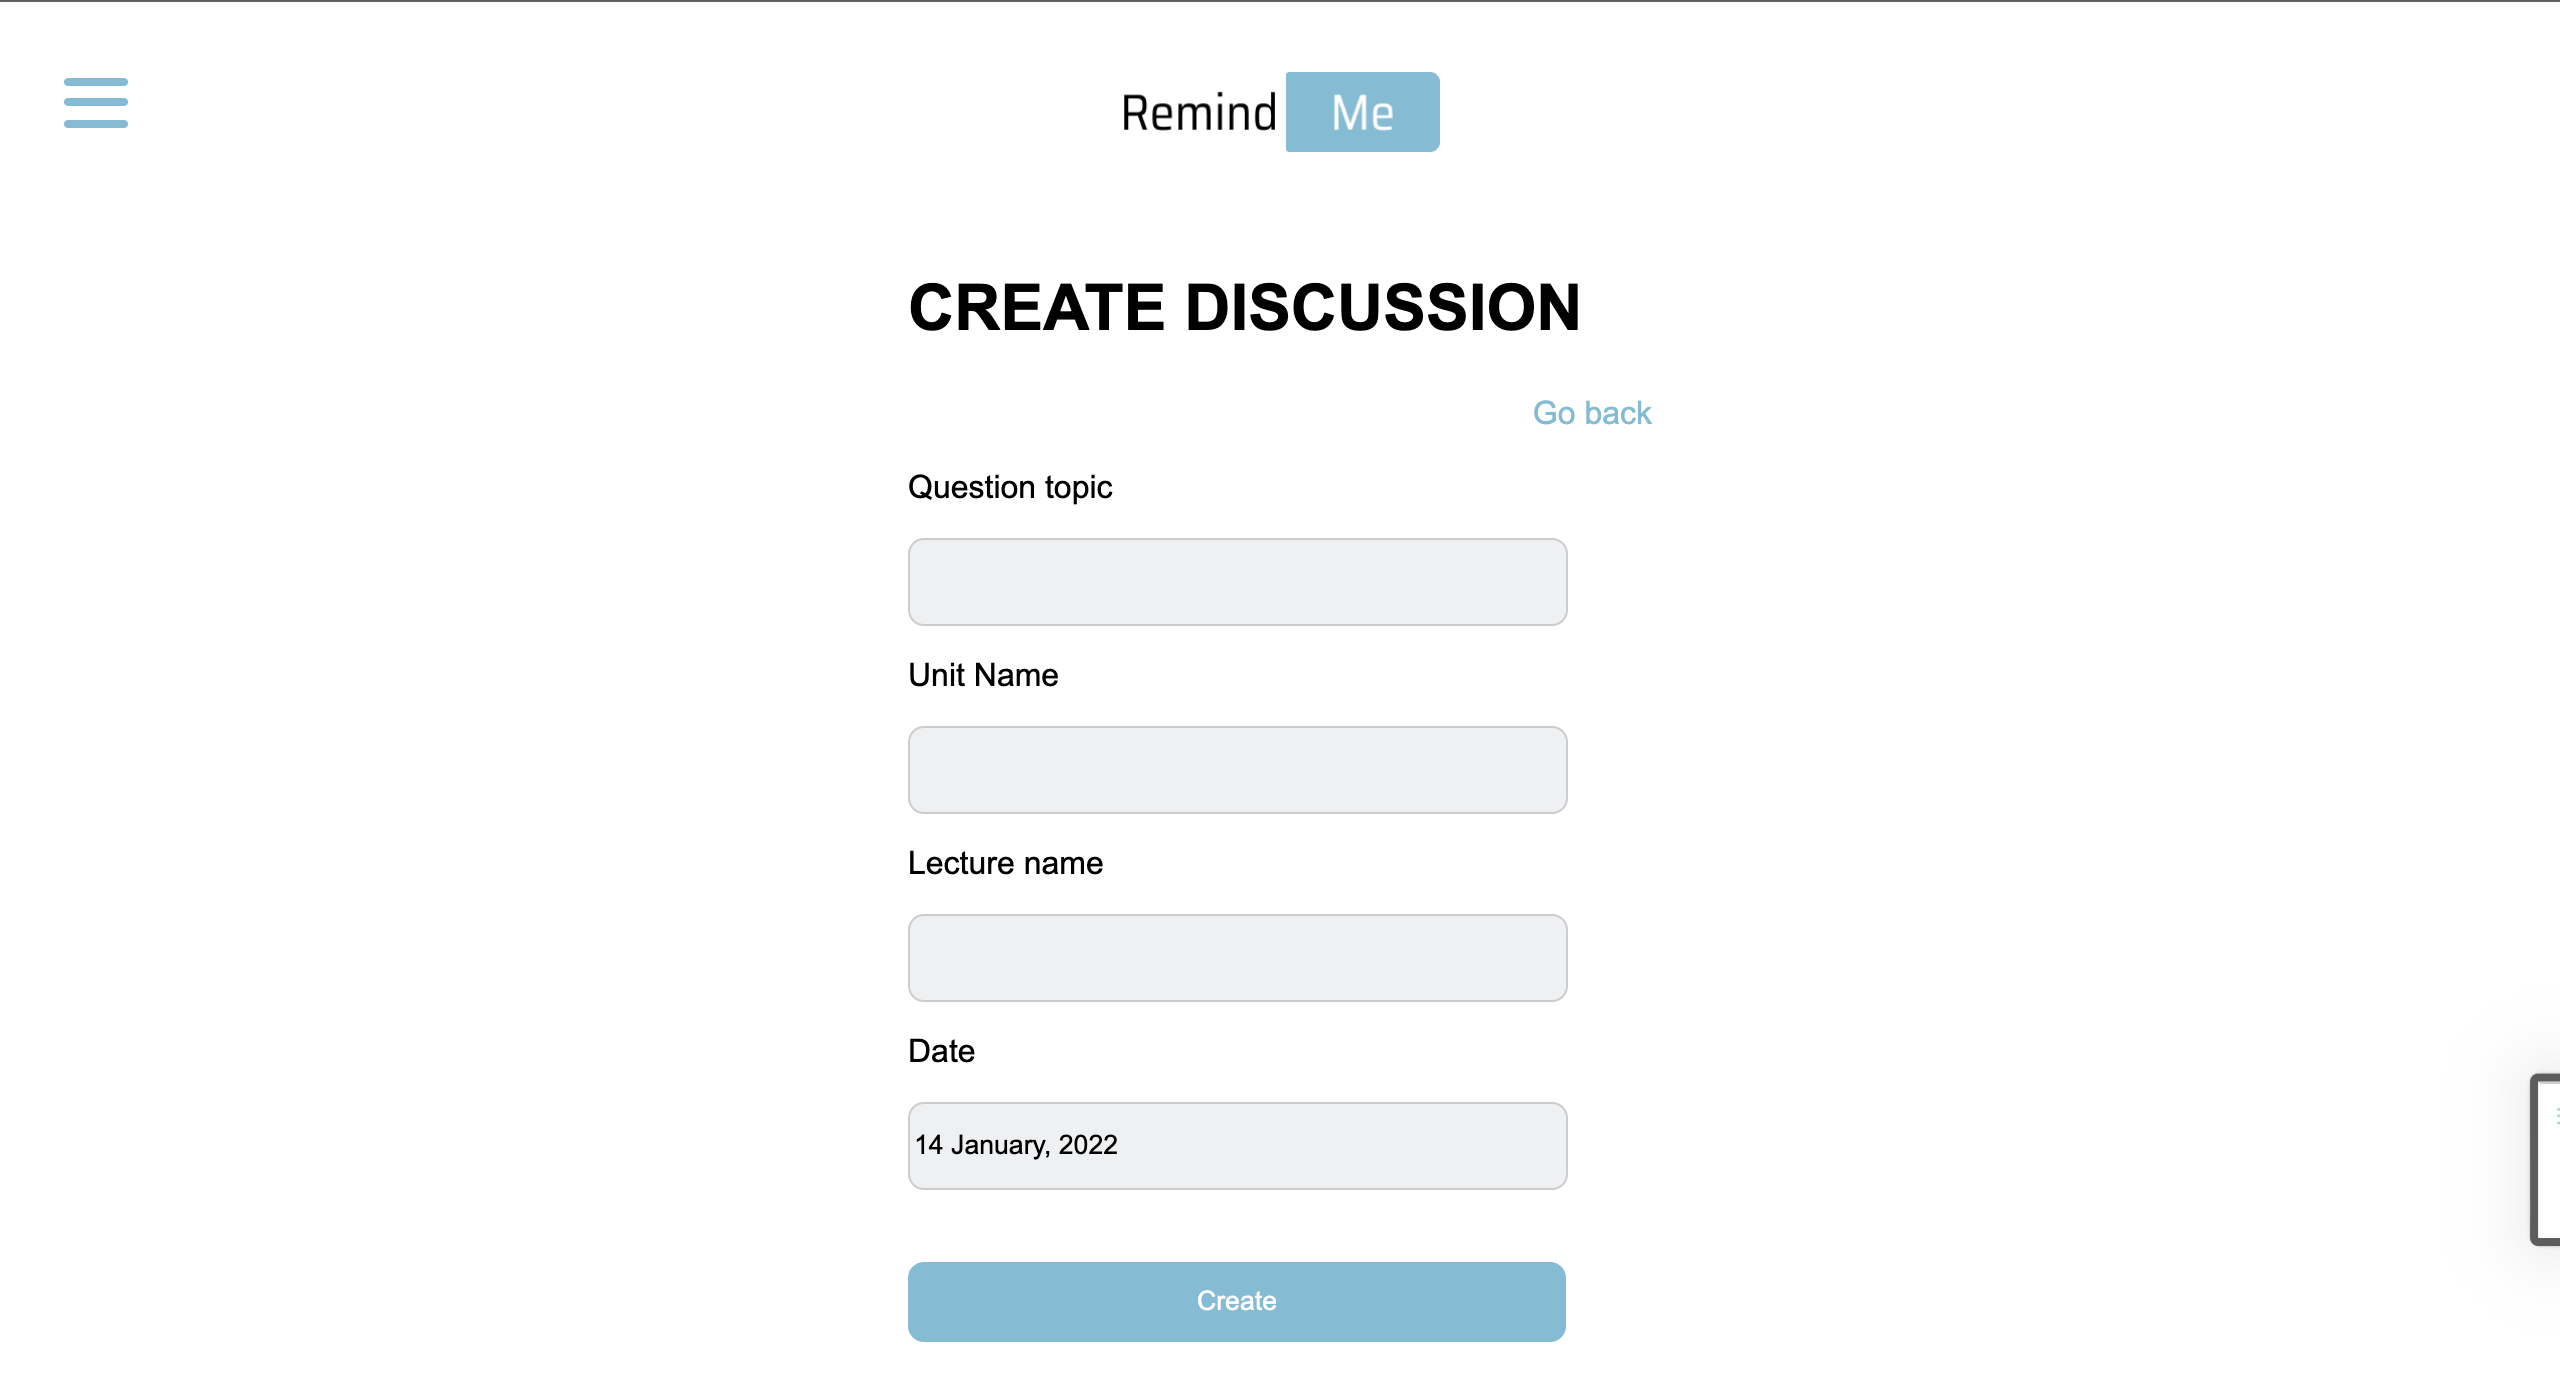 Remind Me
CREATE DISCUSSION
Go back
Question topic
Unit Name
Lecture name
Date
14 January, 2022
Create